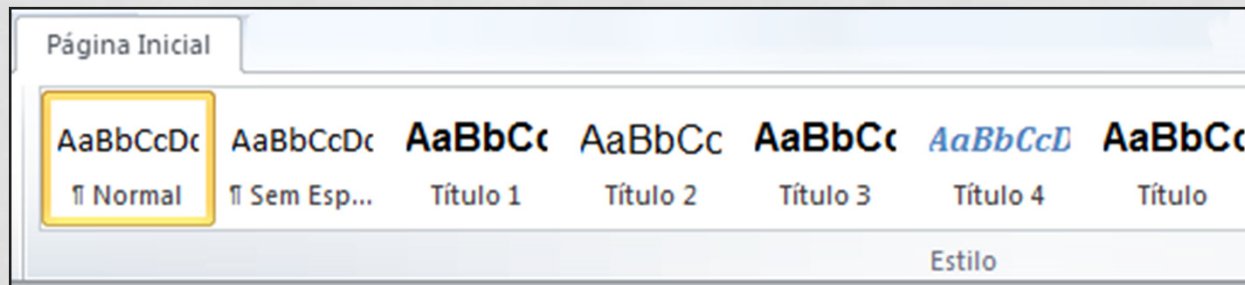 Página Inicial
AaBbCcDc AaBbCcDc AaBbCc AaBbCc AaBbCc AaBbCcD AaBbCc
¶ Normal ¶ Sem Esp... Título 1 Título 2 Título 3 Título 4 Título
Estilo